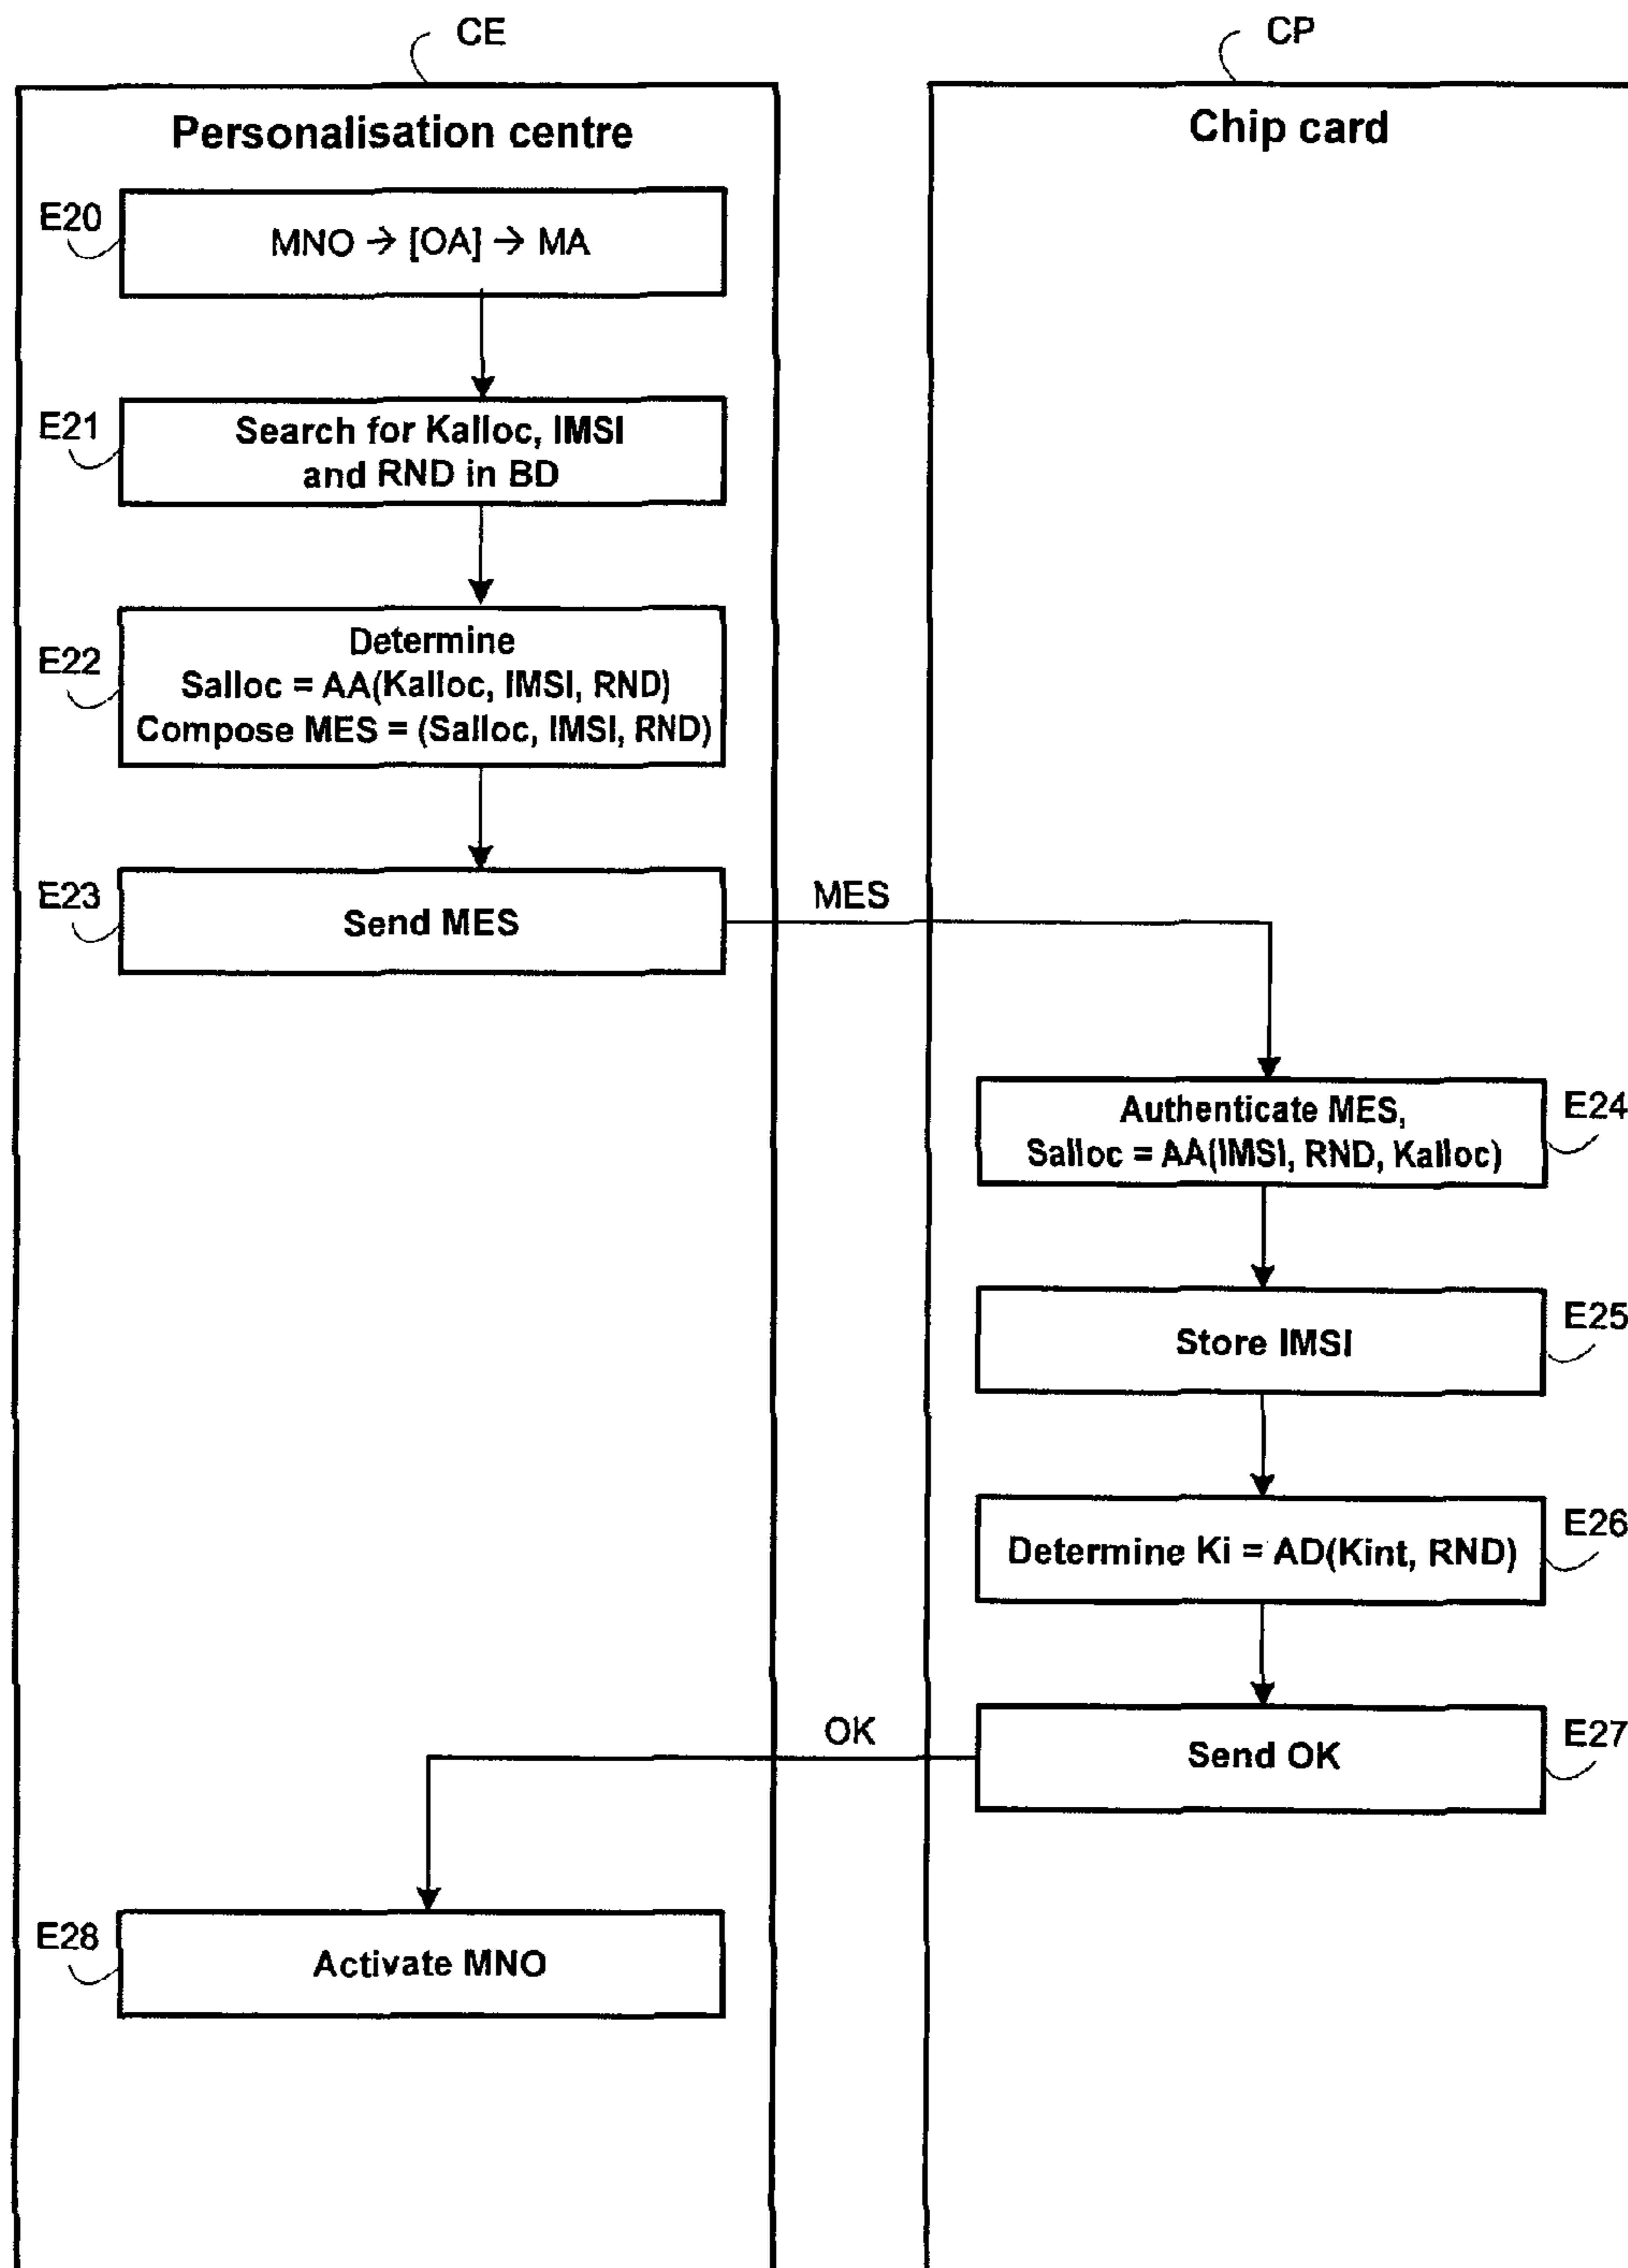 CE
CP
Personalisation centre
Chip card
E20
MNO → [OA] → MA
E21
Search for Kalloc, IMSI
and RND in BD
E22
Determine
Salloc = AA(Kalloc, IMSI, RND)
Compose MES = (Salloc, IMSI, RND)
E23
Send MES
MES
Authenticate MES,
Salloc = AA(IMSI, RND, Kalloc)
E24
Store IMSI
E25
Determine Ki = AD(Kint, RND)
E26
Send OK
E27
OK
E28
Activate MNO